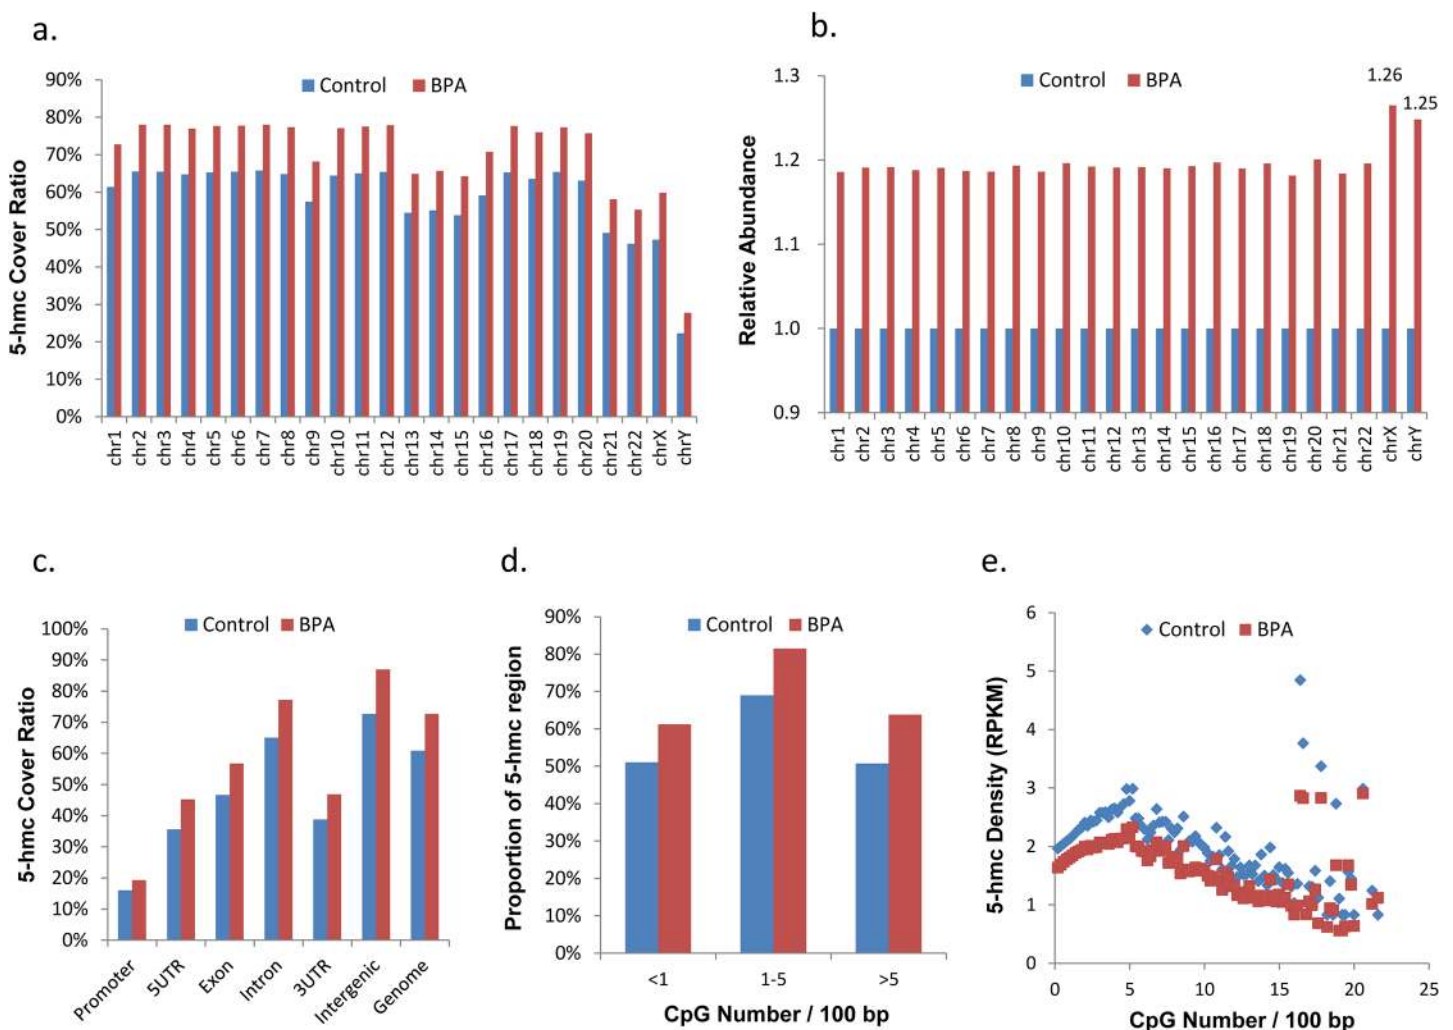 a.
5-hmc Cover Ratio
Control
BPA
90%
80%
70%
60%
50%
40%
30%
20%
10%
0%
chr1
chr2
chr3
chr4
chr5
chr6
chr7
chr8
chr9
chr10
chr11
chr12
chr13
chr14
chr15
chr16
chr17
chr18
chr19
chr20
chr21
chr22
chrX
chrY
b.
Relative Abundance
Control
BPA
1.26
1.25
1.3
1.2
1.1
1.0
0.9
chr1
chr2
chr3
chr4
chr5
chr6
chr7
chr8
chr9
chr10
chr11
chr12
chr13
chr14
chr15
chr16
chr17
chr18
chr19
chr20
chr21
chr22
chrX
chrY
c.
5-hmc Cover Ratio
Control
BPA
100%
90%
80%
70%
60%
50%
40%
30%
20%
10%
0%
Promoter
5UTR
Exon
Intron
3UTR
Intergenic
Genome
d.
Proportion of 5-hmc region
Control
BPA
90%
80%
70%
60%
50%
40%
30%
20%
10%
0%
<1
1-5
>5
CpG Number / 100 bp
e.
5-hmc Density (RPKM)
Control
BPA
6
5
4
3
2
1
0
0
5
10
15
20
25
CpG Number / 100 bp